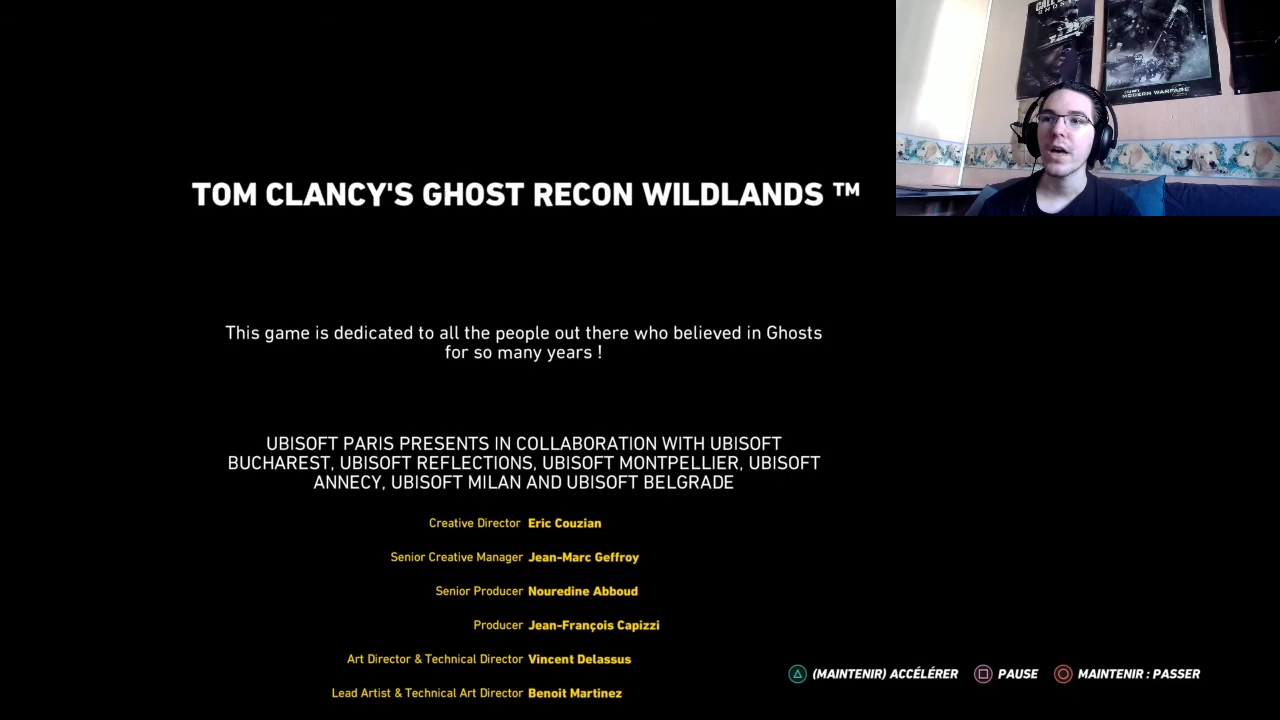 TOM CLANCY'S GHOST RECON WILDLANDS ™
This game is dedicated to all the people out there who believed in Ghosts
for so many years !
UBISOFT PARIS PRESENTS IN COLLABORATION WITH UBISOFT
BUCHAREST, UBISOFT REFLECTIONS, UBISOFT MONTPELLIER, UBISOFT
ANNECY, UBISOFT MILAN AND UBISOFT BELGRADE
Creative Director Eric Couzian
Senior Creative Manager Jean-Marc Geffroy
Senior Producer Nouredine Abboud
Producer Jean-François Capizzi
Art Director & Technical Director Vincent Delassus
Lead Artist & Technical Art Director Benoit Martinez
(MAINTENIR) ACCÉLÉRER PAUSE MAINTENIR : PASSER
MODERN WARFARE